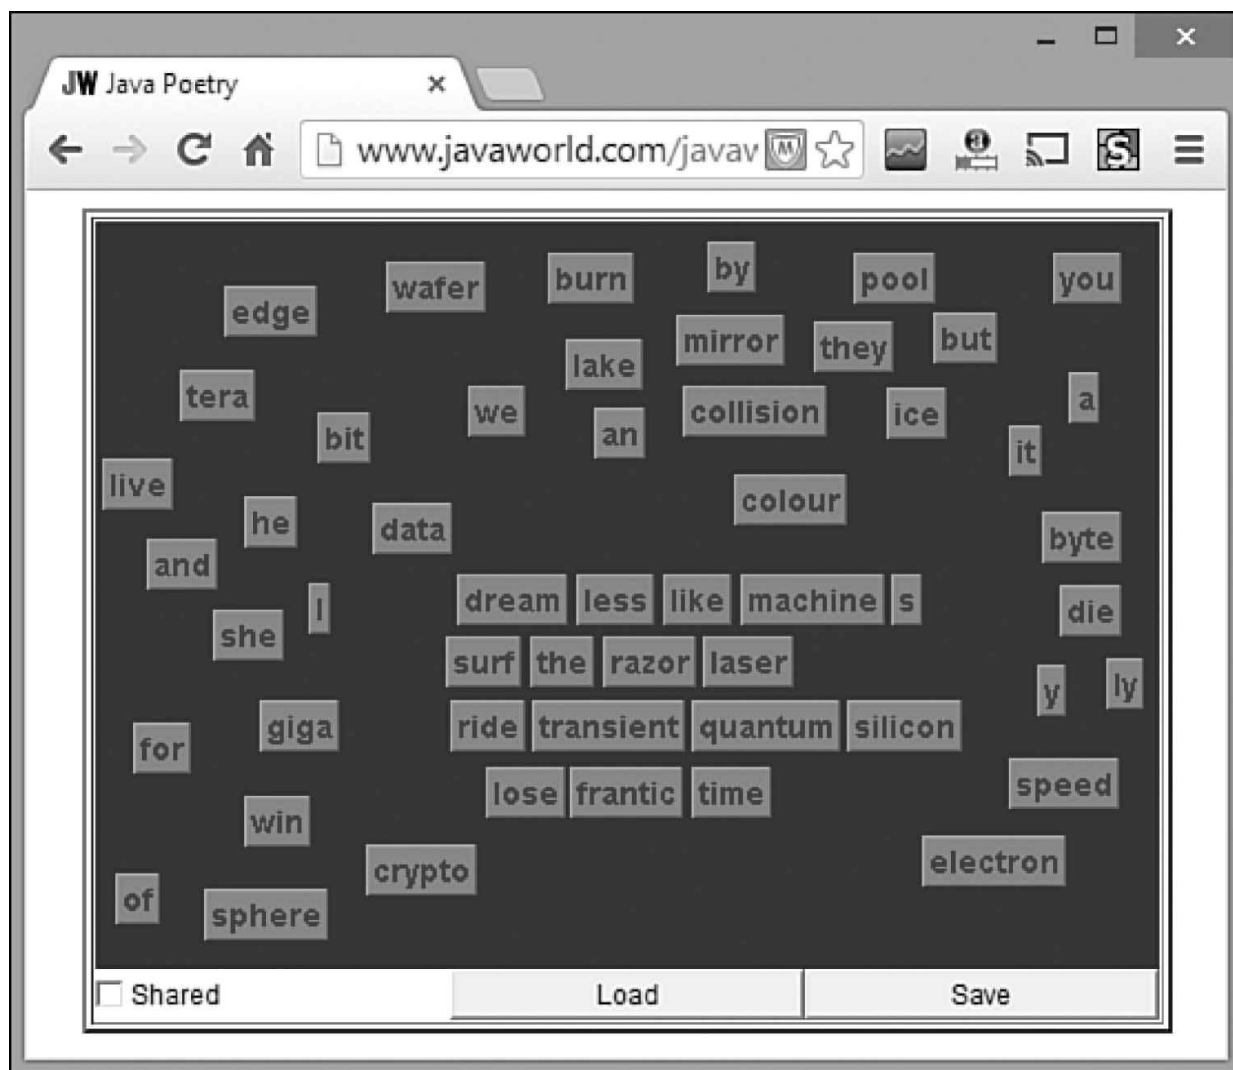 JW Java Poetry
www.javaworld.com/javav
edge wafer burn by pool you
lake mirror they but
tera bit we an collision ice it a
live he data colour byte
and
she I dream less like machine s die
surf the razor laser y ly
for giga ride transient quantum silicon
lose frantic time speed
win crypto electron
of sphere
Shared Load Save